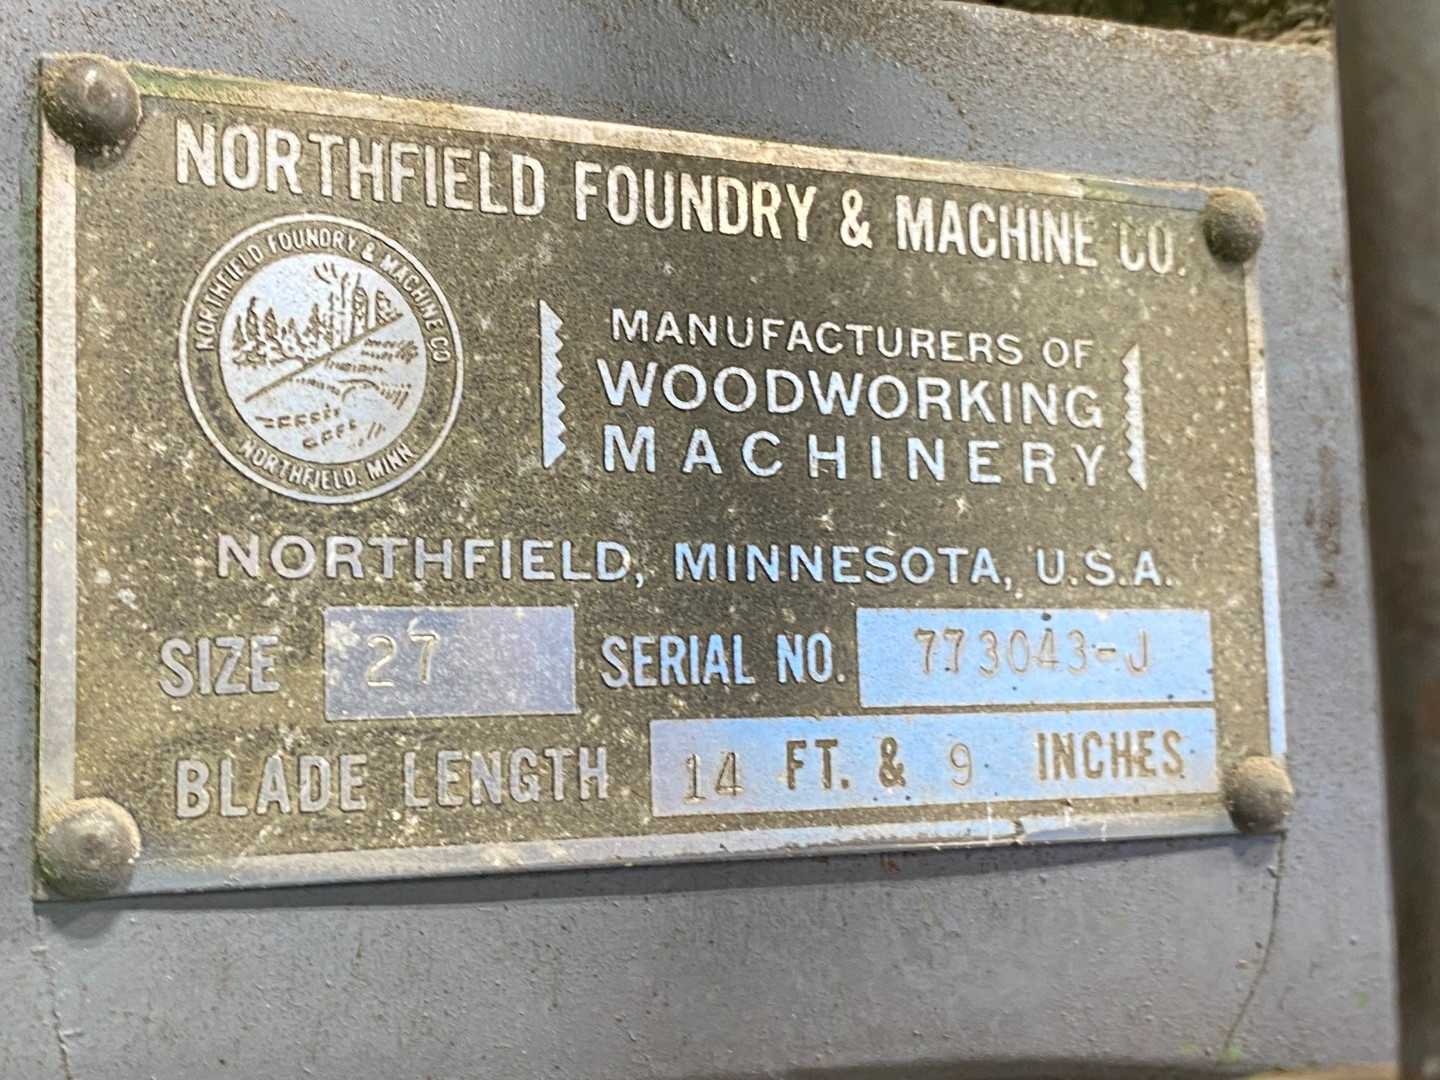 NORTHFIELD FOUNDRY & MACHINE CO.
NORTHFIELD FOUNDRY & MACHINE CO
NORTHFIELD, MINN
MANUFACTURERS OF
WOODWORKING
MACHINERY
NORTHFIELD, MINNESOTA, U.S.A.
SIZE 27 SERIAL NO. 773043-J
BLADE LENGTH 14 FT. & 9 INCHES